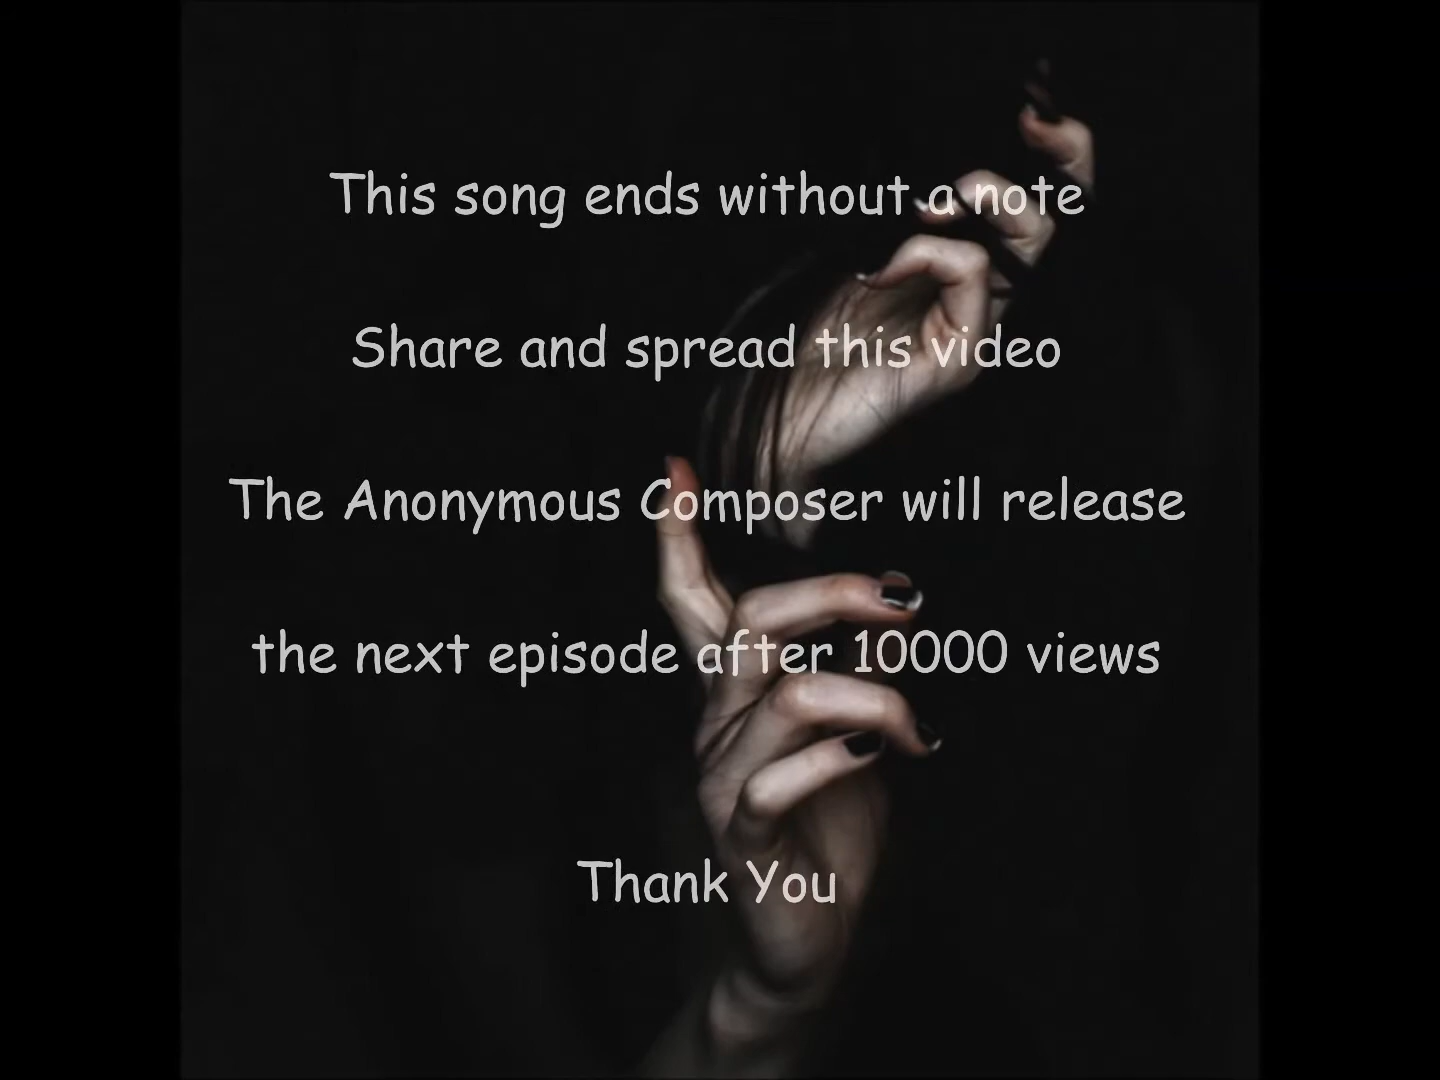 This song ends without a note
Share and spread this video
The Anonymous Composer will release
the next episode after 10000 views
Thank You